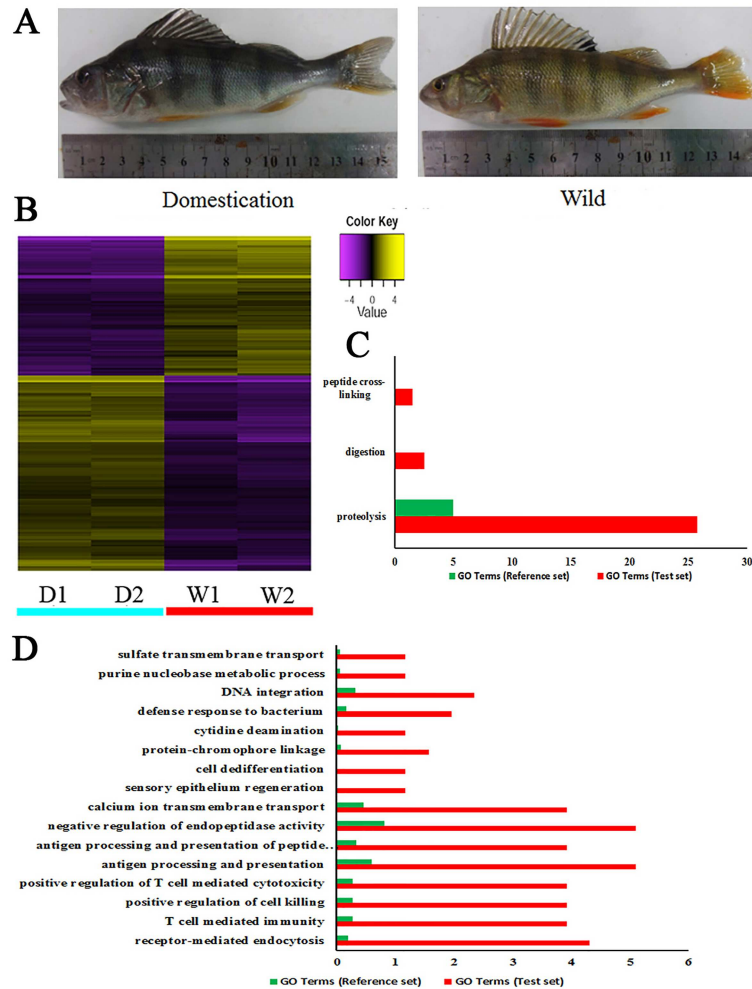 A
1 cm 2 3 4 5 6 7 8 9 10 11 12 13 14 15
1 cm 2 3 4 5 6 7 8 9 10 11 12 13 14
Domestication
Wild
B
Color Key
-4 0 4
Value
D1 D2 W1 W2
C
peptide cross-
linking
digestion
proteolysis
0 5 10 15 20 25 30
GO Terms (Reference set) GO Terms (Test set)
D
sulfate transmembrane transport
purine nucleobase metabolic process
DNA integration
defense response to bacterium
cytidine deamination
protein-chromophore linkage
cell dedifferentiation
sensory epithelium regeneration
calcium ion transmembrane transport
negative regulation of endopeptidase activity
antigen processing and presentation of peptide..
antigen processing and presentation
positive regulation of T cell mediated cytotoxicity
positive regulation of cell killing
T cell mediated immunity
receptor-mediated endocytosis
0 1 2 3 4 5 6
GO Terms (Reference set) GO Terms (Test set)